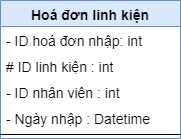 Hoá đơn linh kiện
- ID hoá đơn nhập: int
# ID linh kiện : int
- ID nhân viên : int
- Ngày nhập : Datetime